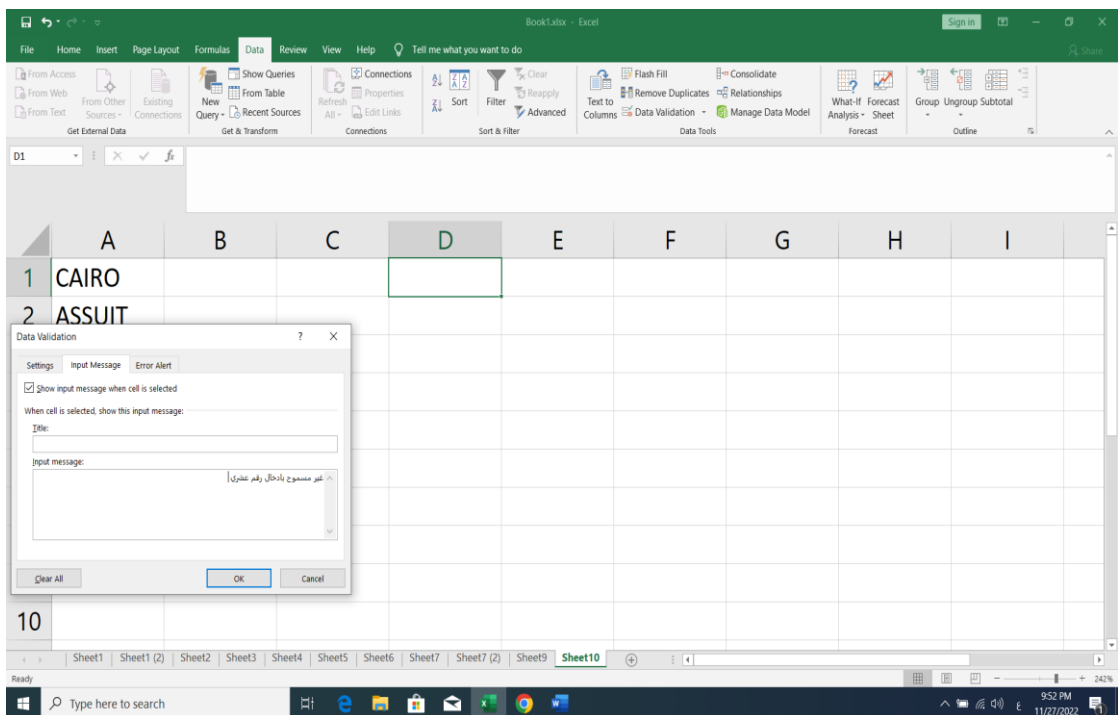 Book1.xlsx - Excel
Sign in
File Home Insert Page Layout Formulas Data Review View Help Tell me what you want to do Share
From Access
From Web
From Text
From Other Sources
Existing Connections
Get External Data
New Query
Show Queries
From Table
Recent Sources
Get & Transform
Refresh All
Connections
Properties
Edit Links
Connections
Sort
Filter
Clear
Reapply
Advanced
Sort & Filter
Text to Columns
Flash Fill
Remove Duplicates
Data Validation
Consolidate
Relationships
Manage Data Model
Data Tools
What-If Analysis
Forecast Sheet
Forecast
Group
Ungroup
Subtotal
Outline
D1
fx
A B C D E F G H I
1 CAIRO
2 ASSUIT
Data Validation ?
Settings Input Message Error Alert
Show input message when cell is selected
When cell is selected, show this input message:
Title:
Input message:
غير مسموح بادخال رقم عشري
Clear All OK Cancel
10
Sheet1 Sheet1 (2) Sheet2 Sheet3 Sheet4 Sheet5 Sheet6 Sheet7 Sheet7 (2) Sheet9 Sheet10
Ready
242%
Type here to search
ع
9:52 PM
11/27/2022